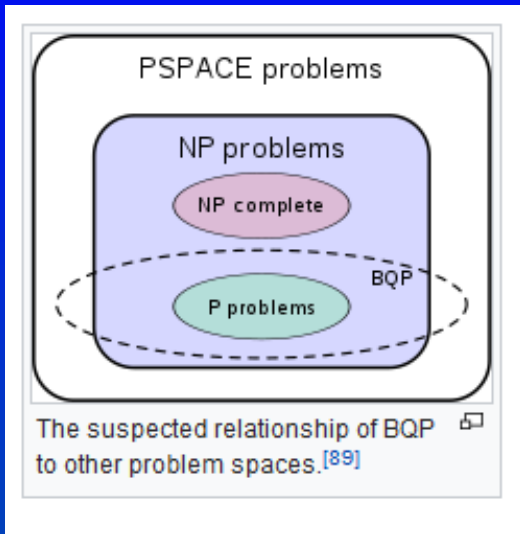 PSPACE problems
NP problems
NP complete
BQP
P problems
The suspected relationship of BQP
to other problem spaces.[89]